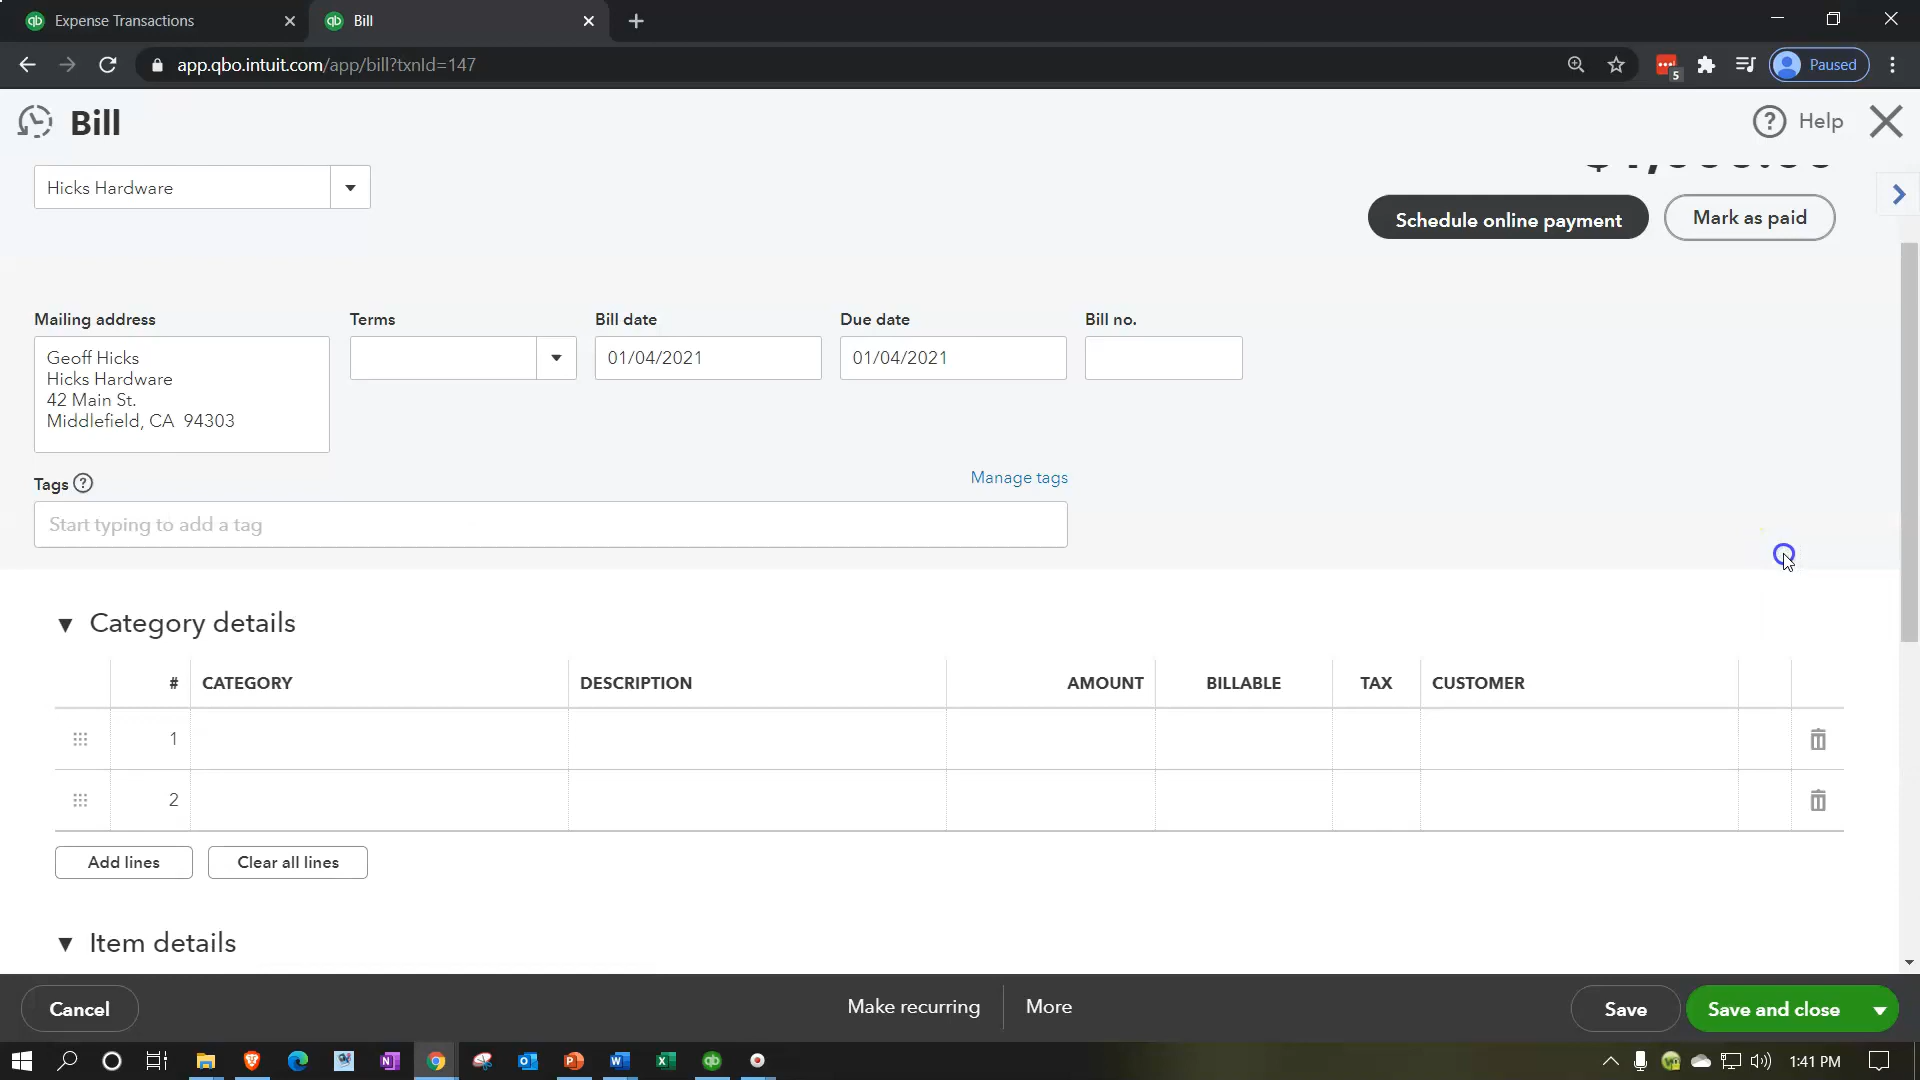 Expense Transactions
Bill
app.qbo.intuit.com/app/bill?txnId=147
5
Paused
Bill
Help
Hicks Hardware
Schedule online payment
Mark as paid
Mailing address
Terms
Bill date
Due date
Bill no.
Geoff Hicks
Hicks Hardware
42 Main St.
Middlefield, CA 94303
01/04/2021
01/04/2021
Tags
Manage tags
Start typing to add a tag
Category details
# CATEGORY DESCRIPTION AMOUNT BILLABLE TAX CUSTOMER
1
2
Add lines
Clear all lines
Item details
Cancel
Make recurring
More
Save
Save and close
1:41 PM